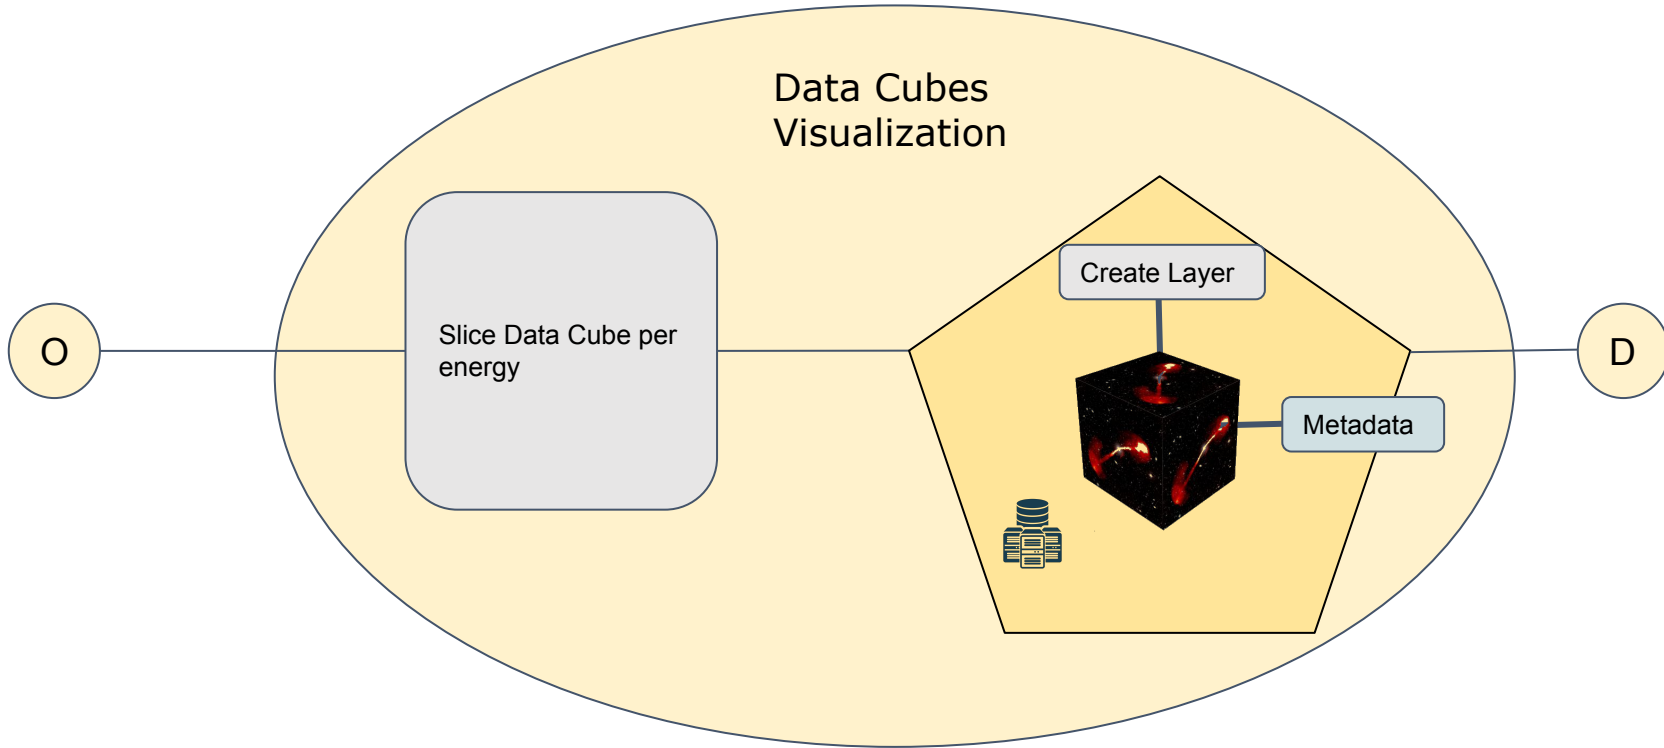 Data Cubes
Visualization
Create Layer
O
Slice Data Cube per
energy
D
Metadata